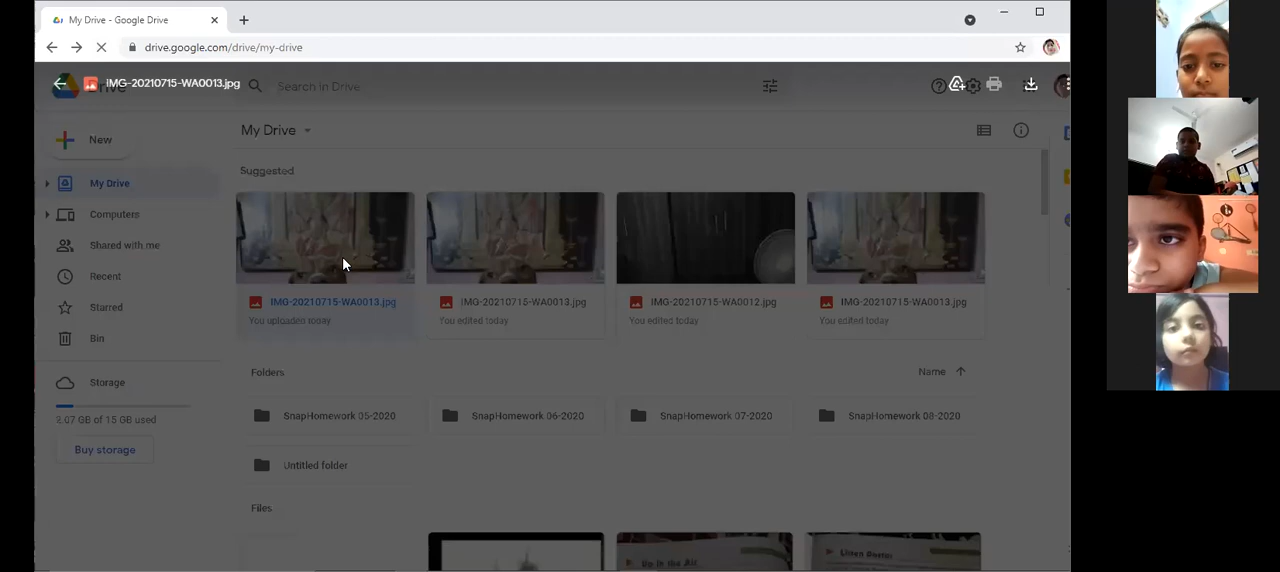 My Drive - Google Drive
drive.google.com/drive/my-drive
IMG-20210715-WA0013.jpg
Search in Drive
New
My Drive
Suggested
My Drive
Computers
Shared with me
Recent
Starred
Bin
Storage
2.07 GB of 15 GB used
Buy storage
IMG-20210715-WA0013.jpg
You uploaded today
IMG-20210715-WA0013.jpg
You edited today
IMG-20210715-WA0012.jpg
You edited today
IMG-20210715-WA0013.jpg
You edited today
Folders
Name
SnapHomework 05-2020
SnapHomework 06-2020
SnapHomework 07-2020
SnapHomework 08-2020
Untitled folder
Files
Up in the Air